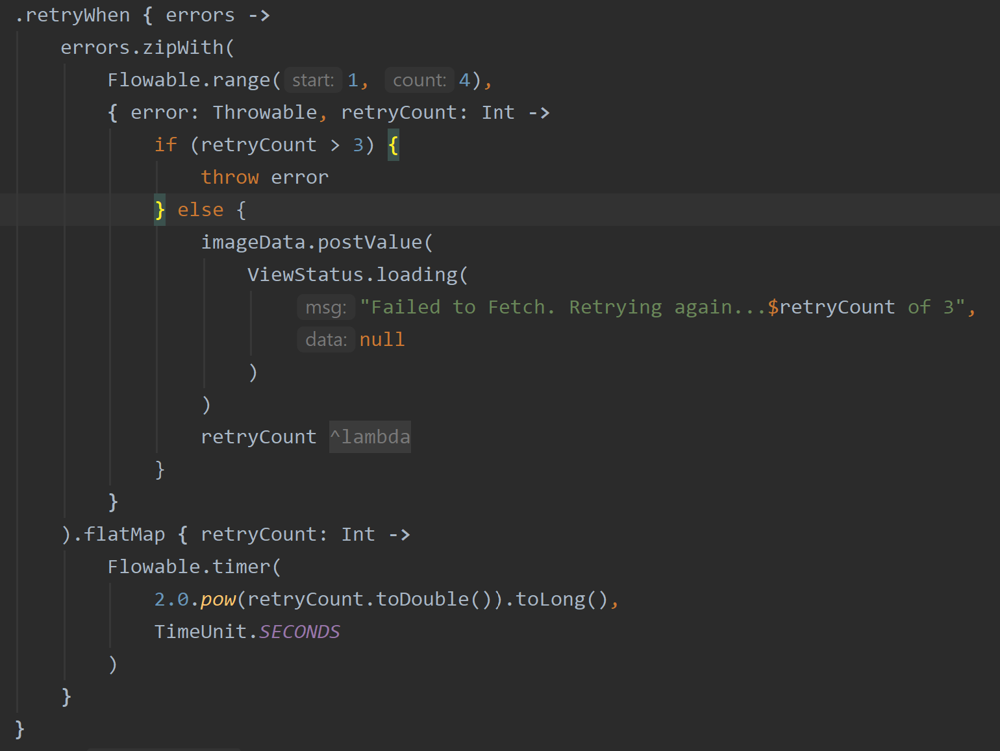 .retryWhen { errors ->
errors.zipWith(
Flowable.range( start: 1, count: 4),
{ error: Throwable, retryCount: Int ->
if (retryCount > 3) {
throw error
} else {
imageData.postValue(
ViewStatus.loading(
msg: "Failed to Fetch. Retrying again...$retryCount of 3",
data: null
)
)
retryCount ^lambda
}
}
).flatMap { retryCount: Int ->
Flowable.timer(
2.0.pow(retryCount.toDouble()).toLong(),
TimeUnit.SECONDS
)
}
}